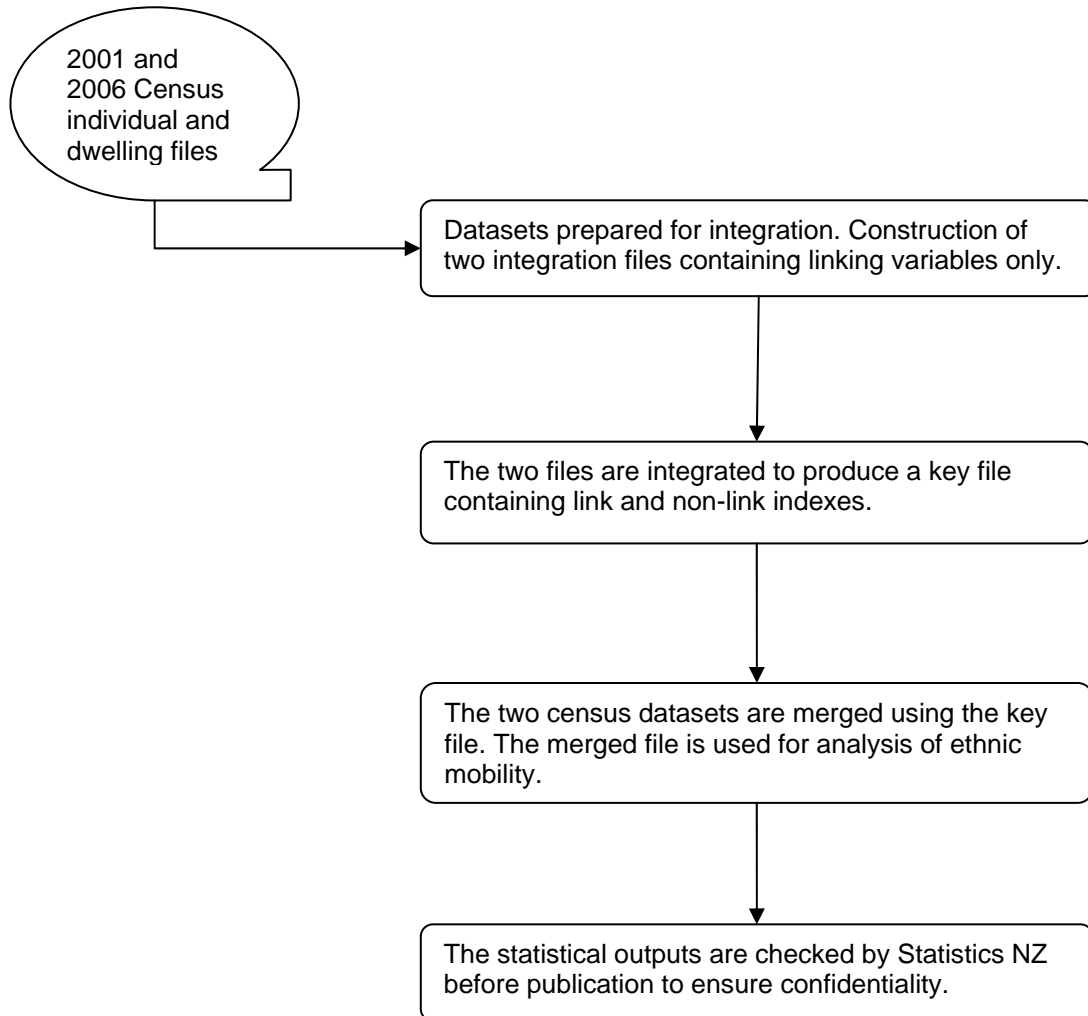 2001 and
2006 Census
individual and
dwelling files
Datasets prepared for integration. Construction of
two integration files containing linking variables only.
The two files are integrated to produce a key file
containing link and non-link indexes.
The two census datasets are merged using the key
file. The merged file is used for analysis of ethnic
mobility.
The statistical outputs are checked by Statistics NZ
before publication to ensure confidentiality.